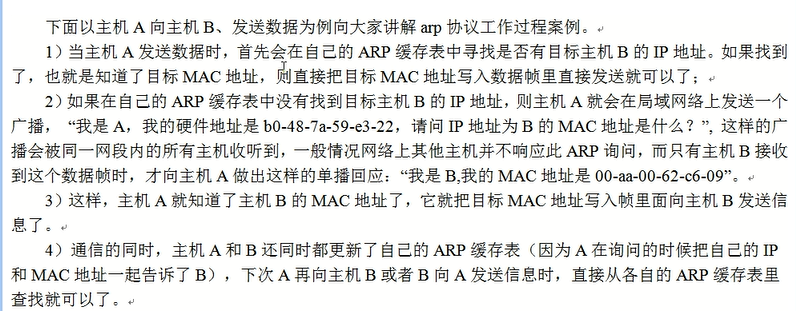 下面以主机 A 向主机 B、发送数据为例向大家讲解 arp 协议工作过程案例。
1）当主机 A 发送数据时，首先会在自己的 ARP 缓存表中寻找是否有目标主机 B 的 IP 地址。如果找到
了，也就是知道了目标 MAC 地址，则直接把目标 MAC 地址写入数据帧里直接发送就可以了；
2）如果在自己的 ARP 缓存表中没有找到目标主机 B 的 IP 地址，则主机 A 就会在局域网络上发送一个
广播， “我是 A，我的硬件地址是 b0-48-7a-59-e3-22，请问 IP 地址为 B 的 MAC 地址是什么？”, 这样的广
播会被同一网段内的所有主机收听到，一般情况网络上其他主机并不响应此 ARP 询问，而只有主机 B 接收
到这个数据帧时，才向主机 A 做出这样的单播回应：“我是 B,我的 MAC 地址是 00-aa-00-62-c6-09”。
3）这样，主机 A 就知道了主机 B 的 MAC 地址了，它就把目标 MAC 地址写入帧里面向主机 B 发送信
息了。
4）通信的同时，主机 A 和 B 还同时都更新了自己的 ARP 缓存表（因为 A 在询问的时候把自己的 IP
和 MAC 地址一起告诉了 B），下次 A 再向主机 B 或者 B 向 A 发送信息时，直接从各自的 ARP 缓存表里
查找就可以了。